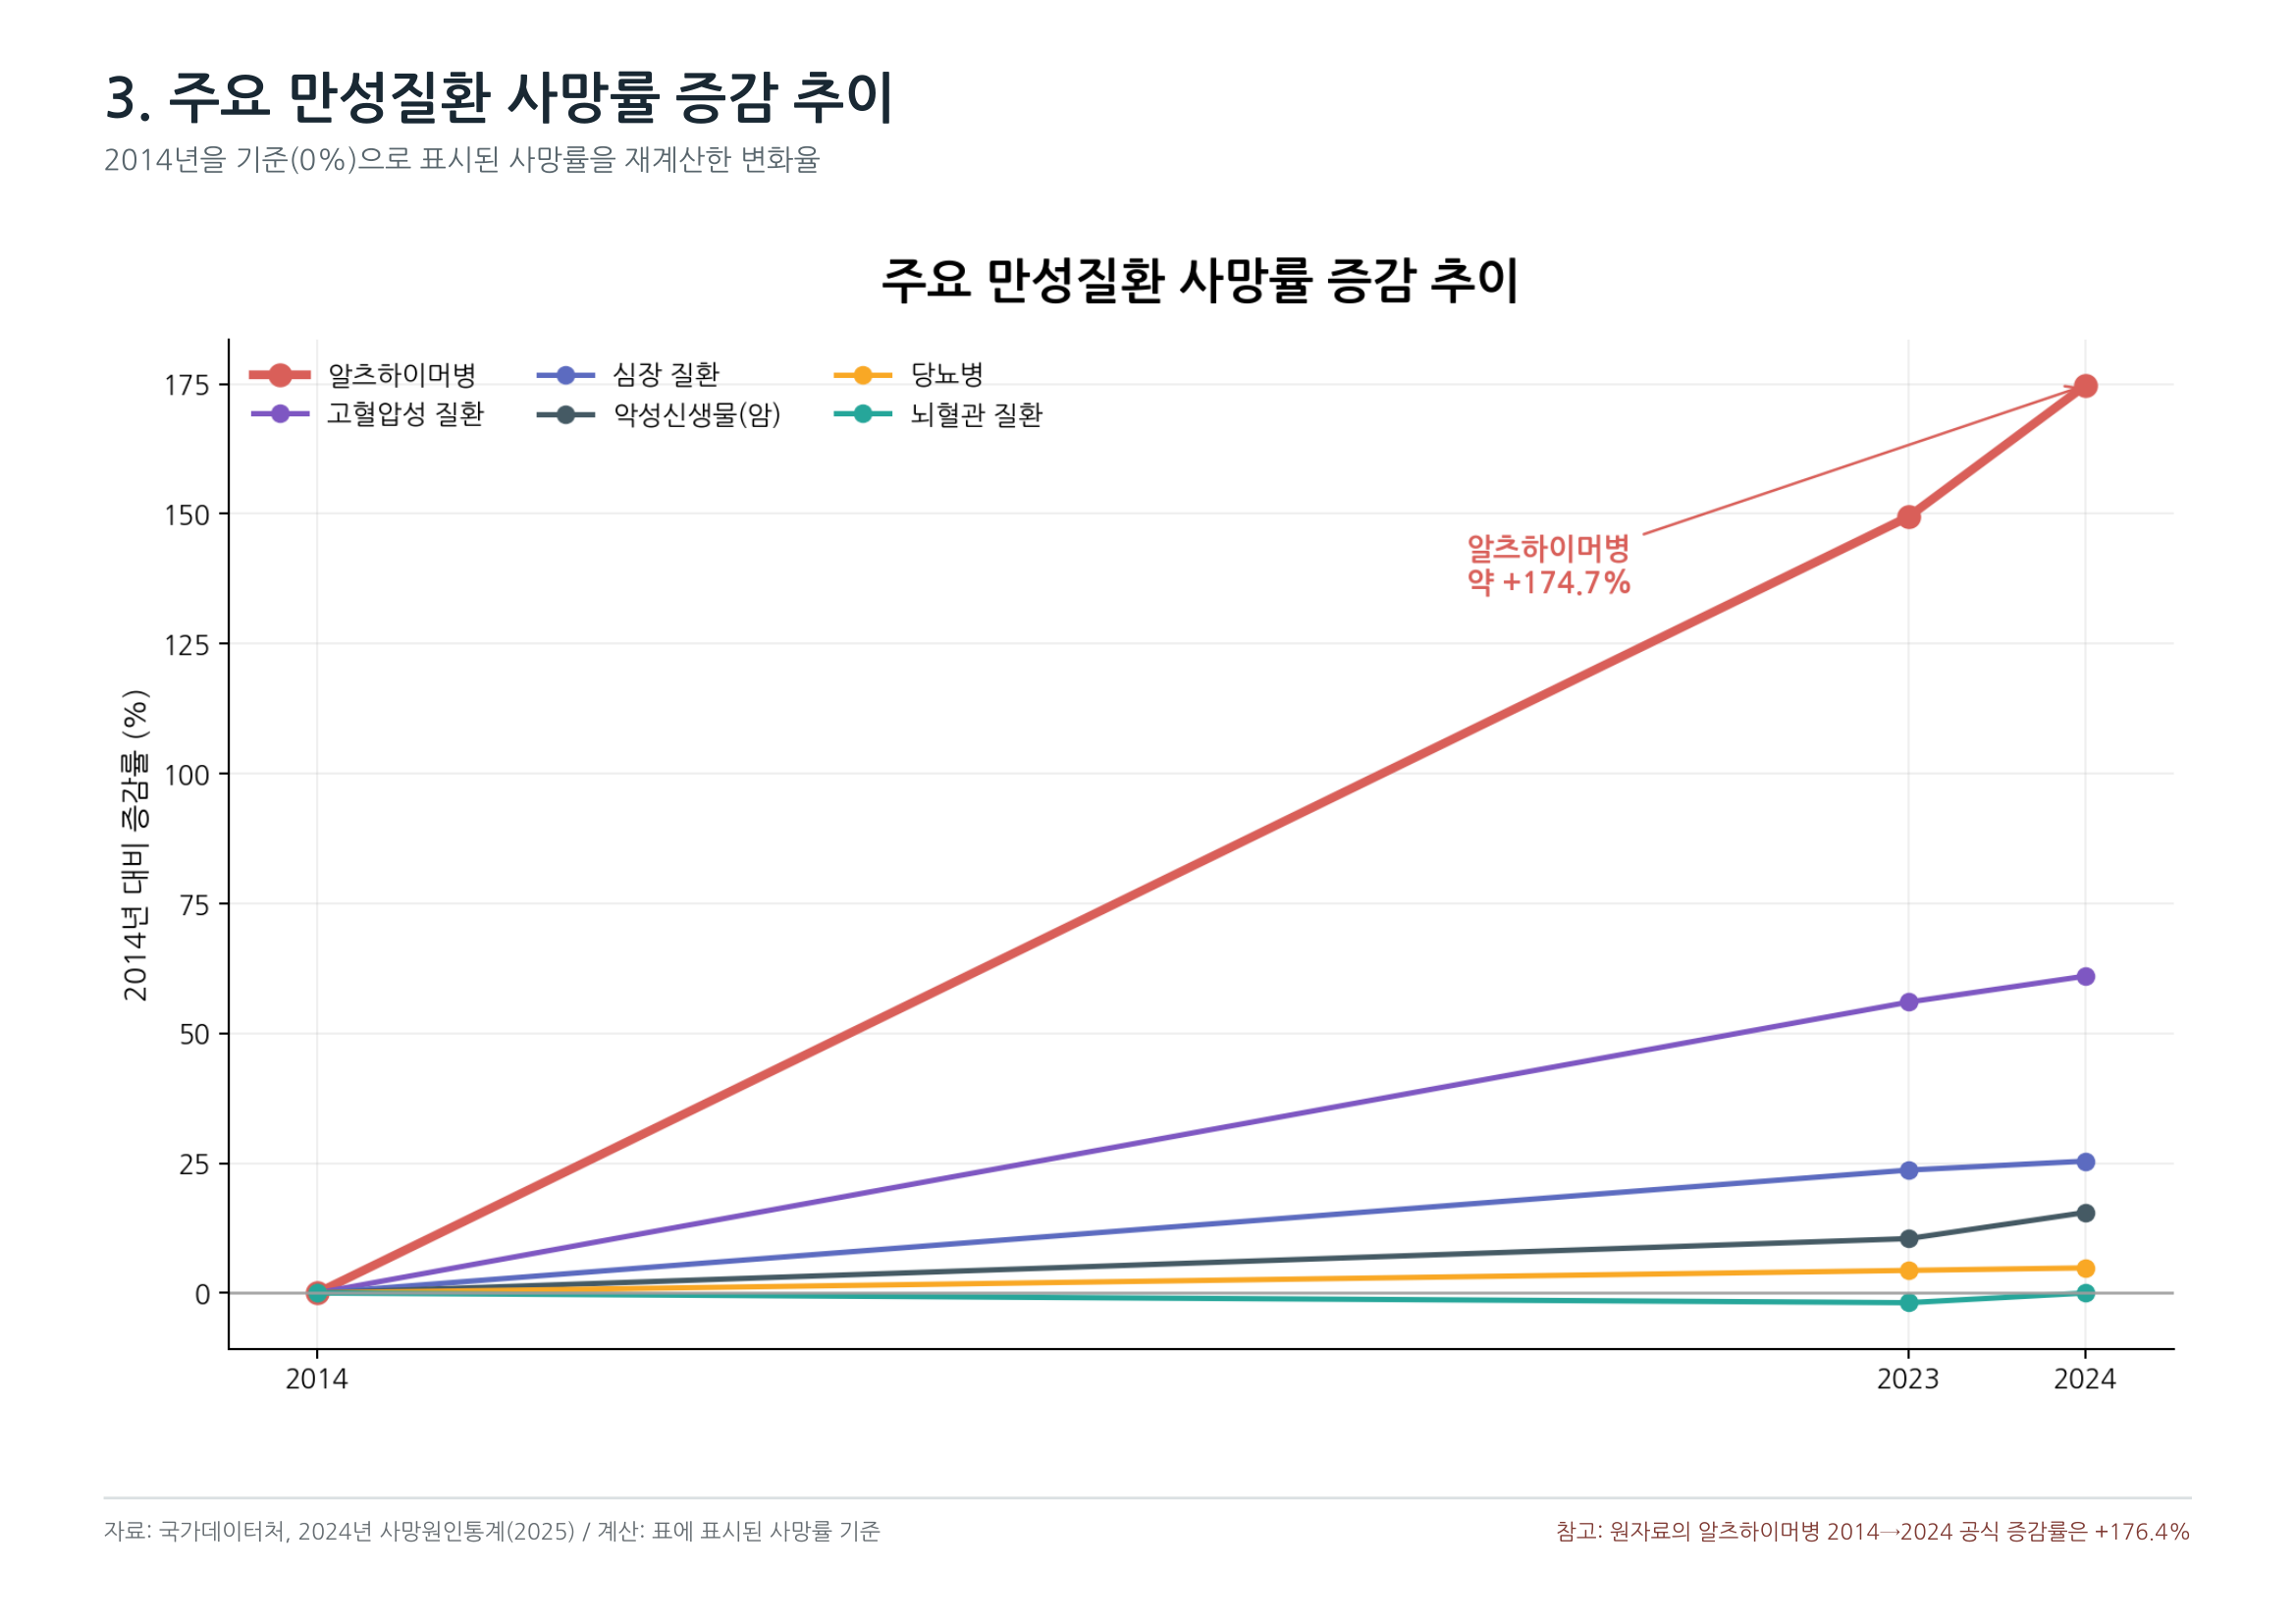 3. 주요 만성질환 사망률 증감 추이
2014년을 기준(0%)으로 표시된 사망률을 재계산한 변화율
주요 만성질환 사망률 증감 추이
알츠하이머병
심장 질환
당뇨병
고혈압성 질환
악성신생물(암)
뇌혈관 질환
175
150
125
100
75
50
25
0
2014년 대비 증감률 (%)
알츠하이머병
약 +174.7%
2014
2023
2024
자료: 국가데이터처, 2024년 사망원인통계(2025) / 계산: 표에 표시된 사망률 기준
참고: 원자료의 알츠하이머병 2014→2024 공식 증감률은 +176.4%